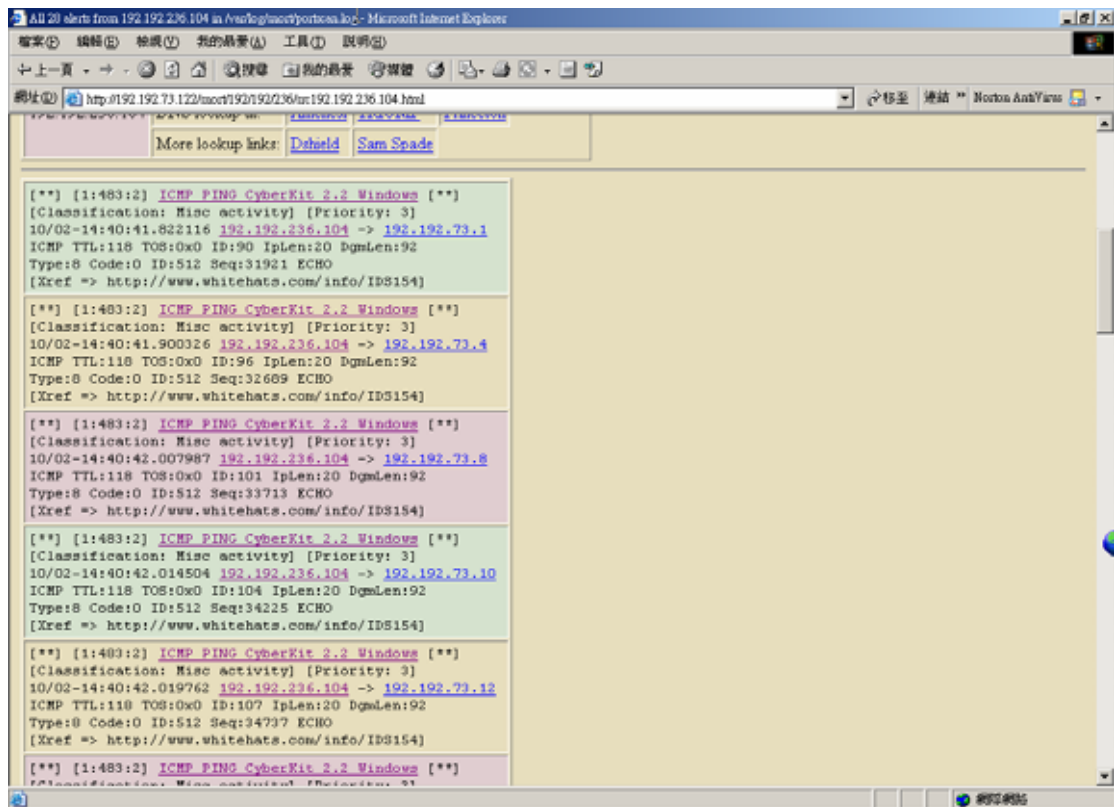 All 20 alerts from 192.192.236.104 in /var/log/snort/portscan.log - Microsoft Internet Explorer
檔案(F) 編輯(E) 檢視(V) 我的最愛(A) 工具(T) 說明(H)
上一頁 搜尋 我的最愛 媒體
網址(D) http://192.192.73.122/snort/192/192/236/src192.192.236.104.html 移至 連結 » Norton AntiVirus
More lookup links: Dshield Sam Spade
[**] [1:483:2] ICMP PING CyberKit 2.2 Windows [**]
[Classification: Misc activity] [Priority: 3]
10/02-14:40:41.822116 192.192.236.104 -> 192.192.73.1
ICMP TTL:118 TOS:0x0 ID:90 IpLen:20 DgmLen:92
Type:8 Code:0 ID:512 Seq:31921 ECHO
[Xref => http://www.whitehats.com/info/IDS154]
[**] [1:483:2] ICMP PING CyberKit 2.2 Windows [**]
[Classification: Misc activity] [Priority: 3]
10/02-14:40:41.900326 192.192.236.104 -> 192.192.73.4
ICMP TTL:118 TOS:0x0 ID:96 IpLen:20 DgmLen:92
Type:8 Code:0 ID:512 Seq:32689 ECHO
[Xref => http://www.whitehats.com/info/IDS154]
[**] [1:483:2] ICMP PING CyberKit 2.2 Windows [**]
[Classification: Misc activity] [Priority: 3]
10/02-14:40:42.007987 192.192.236.104 -> 192.192.73.8
ICMP TTL:118 TOS:0x0 ID:101 IpLen:20 DgmLen:92
Type:8 Code:0 ID:512 Seq:33713 ECHO
[Xref => http://www.whitehats.com/info/IDS154]
[**] [1:483:2] ICMP PING CyberKit 2.2 Windows [**]
[Classification: Misc activity] [Priority: 3]
10/02-14:40:42.014504 192.192.236.104 -> 192.192.73.10
ICMP TTL:118 TOS:0x0 ID:104 IpLen:20 DgmLen:92
Type:8 Code:0 ID:512 Seq:34225 ECHO
[Xref => http://www.whitehats.com/info/IDS154]
[**] [1:483:2] ICMP PING CyberKit 2.2 Windows [**]
[Classification: Misc activity] [Priority: 3]
10/02-14:40:42.019762 192.192.236.104 -> 192.192.73.12
ICMP TTL:118 TOS:0x0 ID:107 IpLen:20 DgmLen:92
Type:8 Code:0 ID:512 Seq:34737 ECHO
[Xref => http://www.whitehats.com/info/IDS154]
[**] [1:483:2] ICMP PING CyberKit 2.2 Windows [**]
[Classification: Misc activity] [Priority: 3]
網際網路